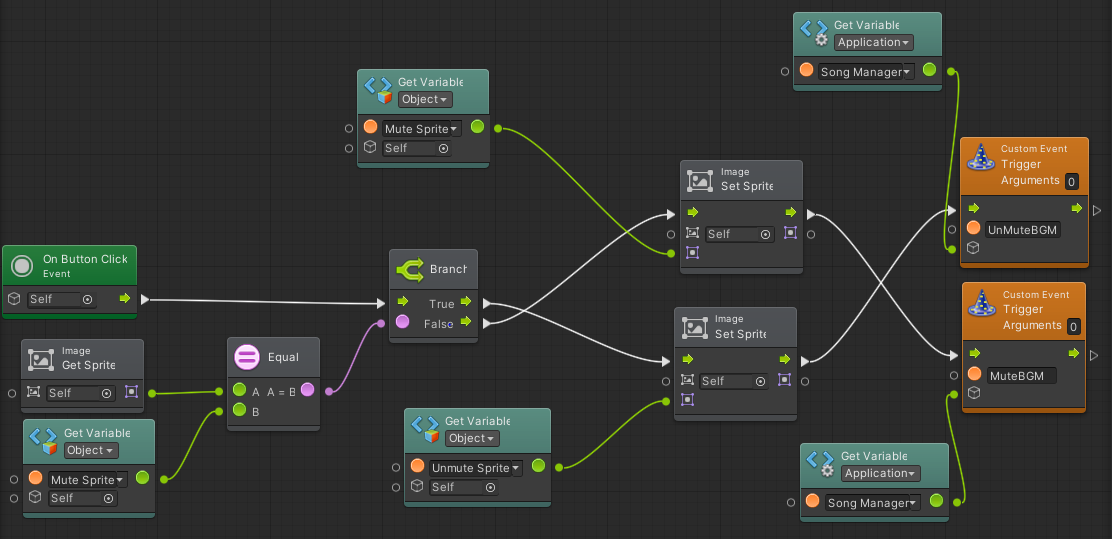 Get Variable
Application
Song Manager
Get Variable
Object
Mute Sprite
Self
Custom Event
Trigger
Arguments 0
UnMuteBGM
Image
Set Sprite
Self
On Button Click
Event
Self
Branch
True
False
Image
Get Sprite
Self
Equal
A A = B
B
Get Variable
Object
Mute Sprite
Self
Get Variable
Object
Unmute Sprite
Self
Image
Set Sprite
Self
Custom Event
Trigger
Arguments 0
MuteBGM
Get Variable
Application
Song Manager